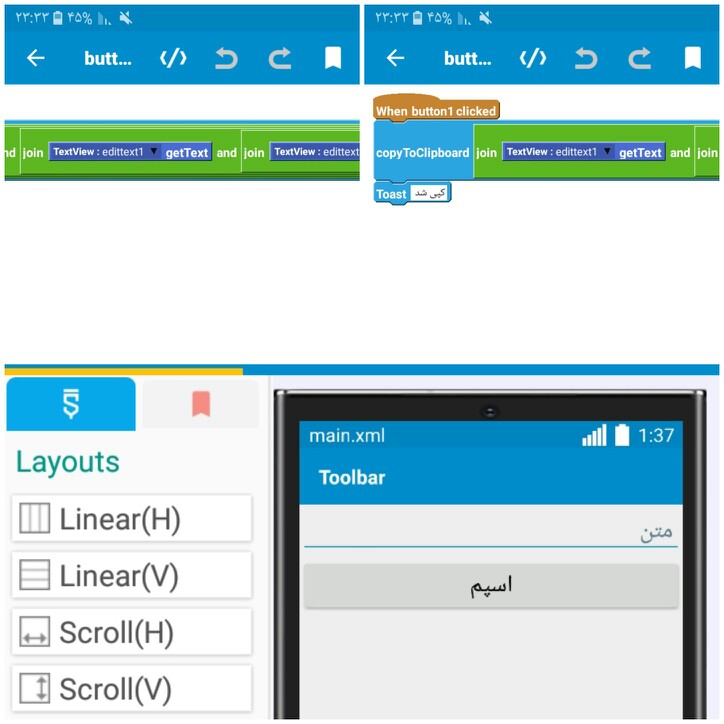 ۲۳:۳۳ ۴۵%
butt...
nd join TextView : edittext1 getText and join TextView : edittext
۲۳:۳۳ ۴۵%
butt...
When button1 clicked
copyToClipboard join TextView : edittext1 getText and join
Toast کپی شد
Layouts
Linear(H)
Linear(V)
Scroll(H)
Scroll(V)
main.xml 1:37
Toolbar
متن
اسپم